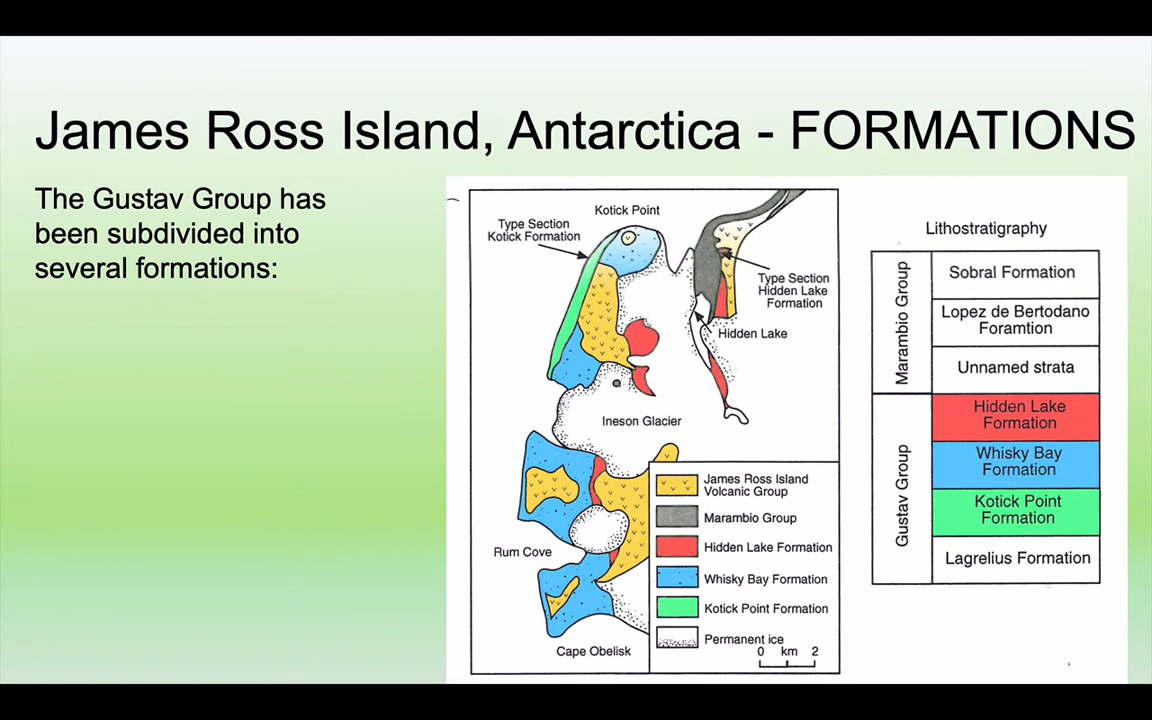 James Ross Island, Antarctica - FORMATIONS
The Gustav Group has
been subdivided into
several formations:
Kotick Point
Type Section
Kotick Formation
Type Section
Hidden Lake
Formation
Hidden Lake
Ineson Glacier
Rum Cove
Cape Obelisk
James Ross Island
Volcanic Group
Marambio Group
Hidden Lake Formation
Whisky Bay Formation
Kotick Point Formation
Permanent ice
0 km 2
Lithostratigraphy
Marambio Group
Sobral Formation
Lopez de Bertodano
Foramtion
Unnamed strata
Gustav Group
Hidden Lake
Formation
Whisky Bay
Formation
Kotick Point
Formation
Lagrelius Formation